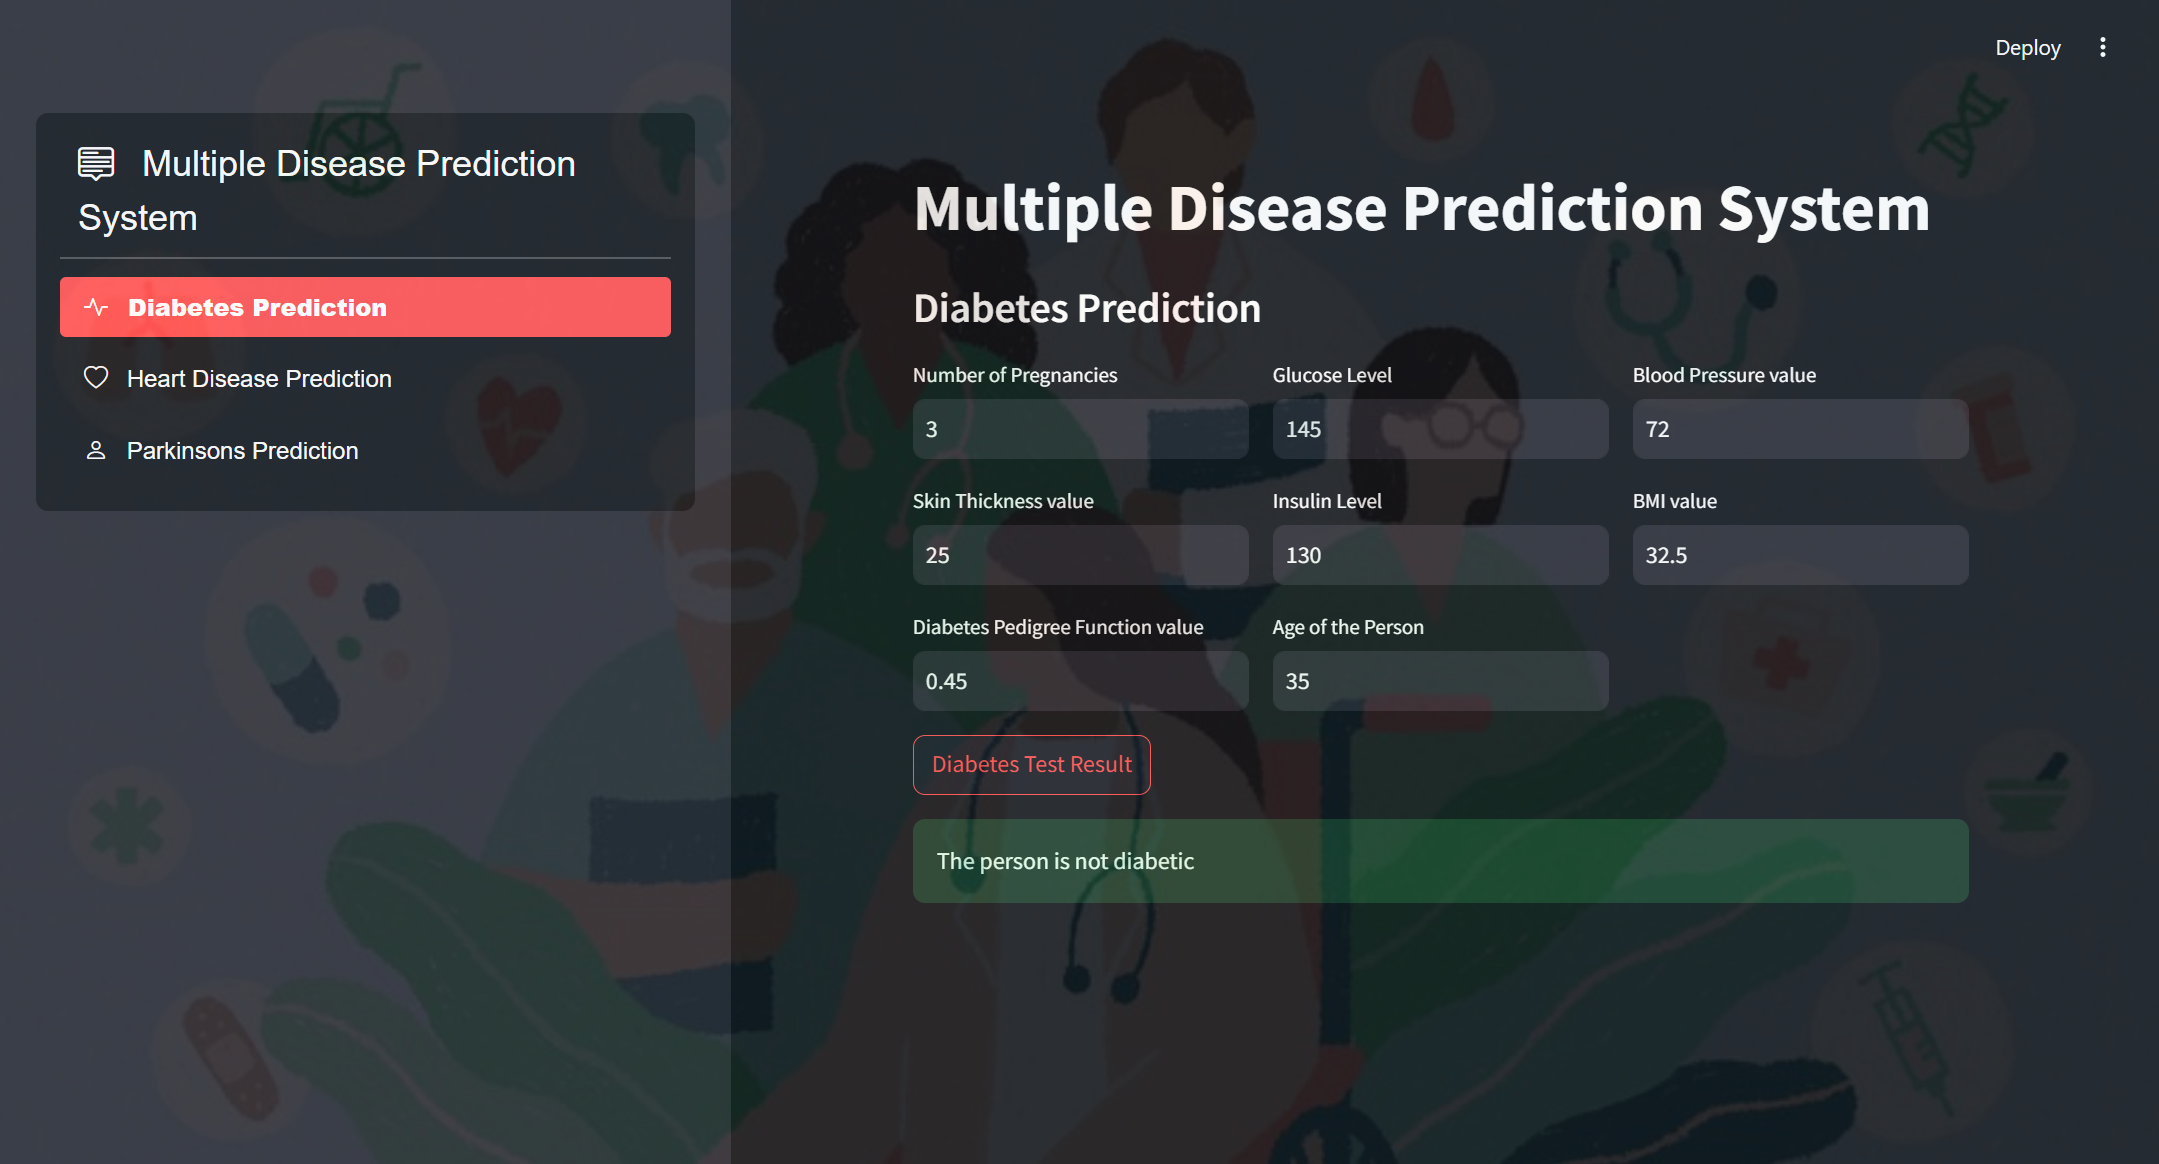 Deploy
Multiple Disease Prediction
System
Diabetes Prediction
Heart Disease Prediction
Parkinsons Prediction
Multiple Disease Prediction System
Diabetes Prediction
Number of Pregnancies
Glucose Level
Blood Pressure value
3
145
72
Skin Thickness value
Insulin Level
BMI value
25
130
32.5
Diabetes Pedigree Function value
Age of the Person
0.45
35
Diabetes Test Result
The person is not diabetic